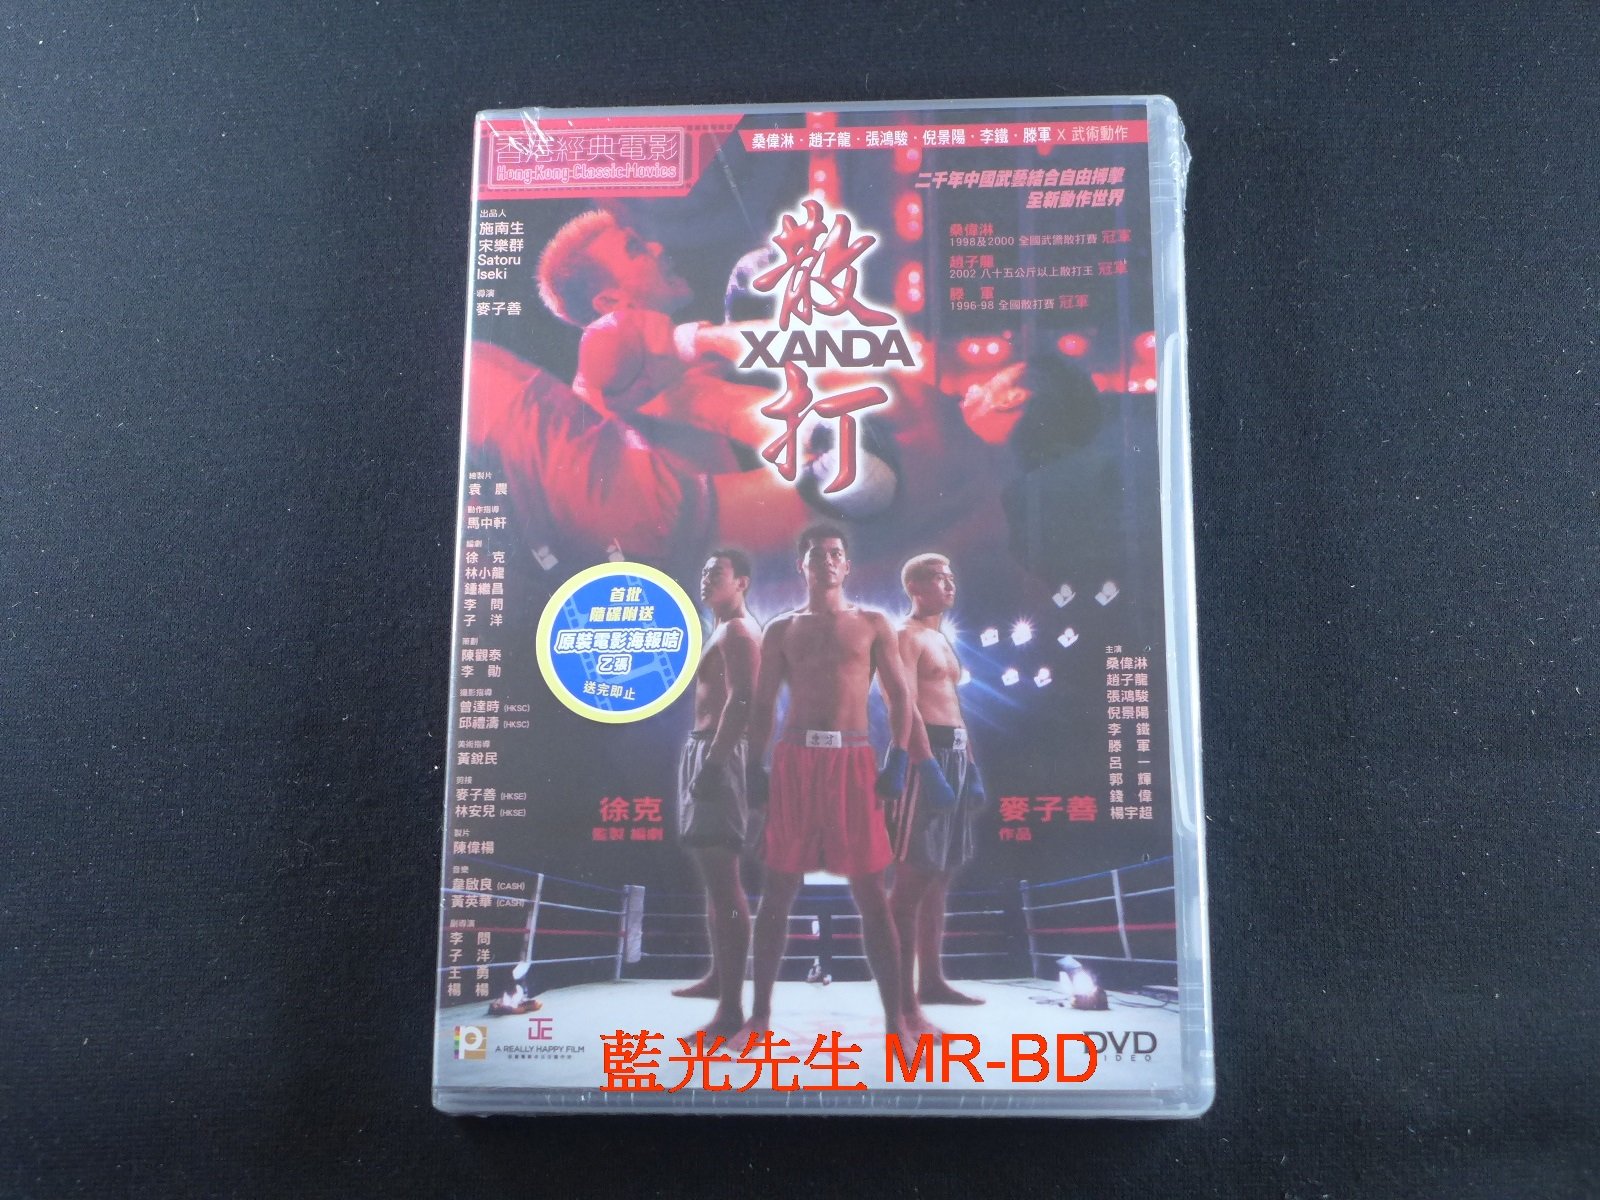 香港經典電影
Hong Kong Classic Movies
桑偉淋·趙子龍·張鴻駿·倪景陽·李鐵·滕軍 X 武術動作
二千年中國武藝結合自由搏擊
全新動作世界
桑偉淋
1998及2000 全國武術散打賽 冠軍
趙子龍
2002 八十五公斤以上散打王 冠軍
滕 軍
1996-98 全國散打賽 冠軍
散
XANDA
打
出品人
施南生
宋樂群
Satoru
Iseki
導演
麥子善
總製片
袁 農
動作指導
馬中軒
編劇
徐 克
林小龍
鍾繼昌
李 問
子 洋
策劃
陳觀泰
李 勛
攝影指導
曾達時 (HKSC)
邱禮濤 (HKSC)
美術指導
黃銳民
剪接
麥子善 (HKSE)
林安兒 (HKSE)
製片
陳偉楊
音樂
韋啟良 (CASH)
黃英華 (CASH)
副導演
李 問
子 洋
王 勇
楊 楊
首批
隨碟附送
原裝電影海報咭
乙張
送完即止
徐克
監製 編劇
麥子善
作品
主演
桑偉淋
趙子龍
張鴻駿
倪景陽
李 鐵
滕 軍
呂 一
郭 輝
錢 偉
楊宇超
A REALLY HAPPY FILM
DVD
VIDEO
藍光先生 MR-BD